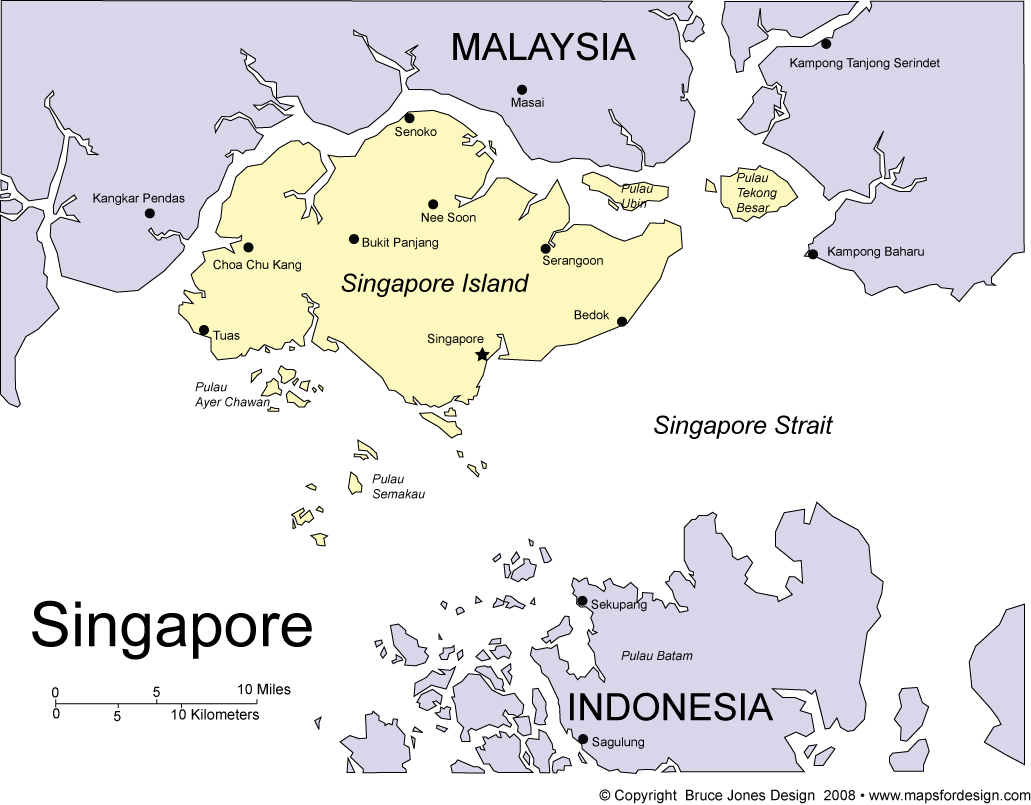 MALAYSIA
Kampong Tanjong Serindet
Masai
Senoko
Pulau
Ubin
Pulau
Tekong
Besar
Kangkar Pendas
Nee Soon
Bukit Panjang
Choa Chu Kang
Serangoon
Kampong Baharu
Singapore Island
Bedok
Tuas
Singapore
Pulau
Ayer Chawan
Singapore Strait
Pulau
Semakau
Sekupang
Singapore
Pulau Batam
INDONESIA
0 5 10 Miles
0 5 10 Kilometers
Sagulung
© Copyright Bruce Jones Design 2008 • www.mapsfordesign.com